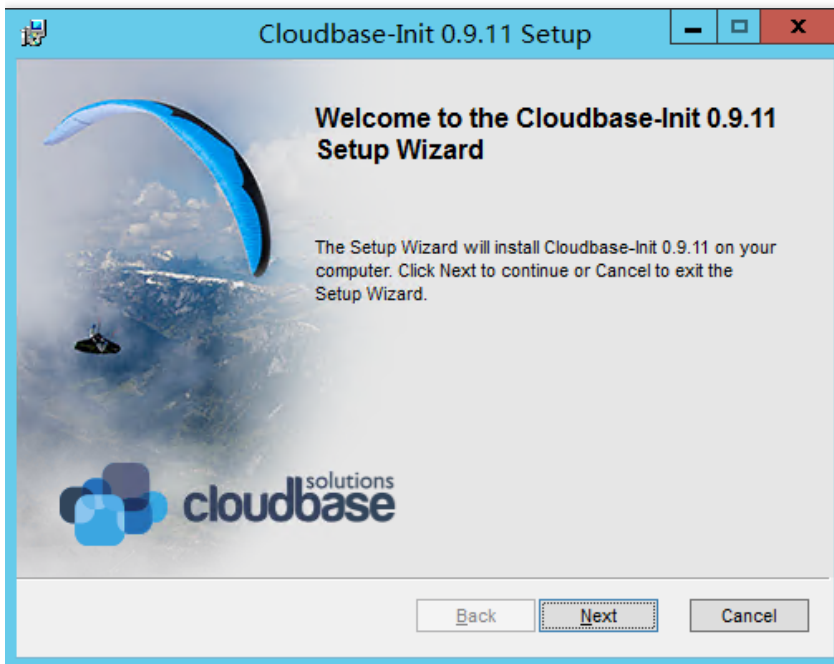 Cloudbase-Init 0.9.11 Setup
Welcome to the Cloudbase-Init 0.9.11
Setup Wizard
The Setup Wizard will install Cloudbase-Init 0.9.11 on your
computer. Click Next to continue or Cancel to exit the
Setup Wizard.
solutions
cloudbase
Back
Next
Cancel